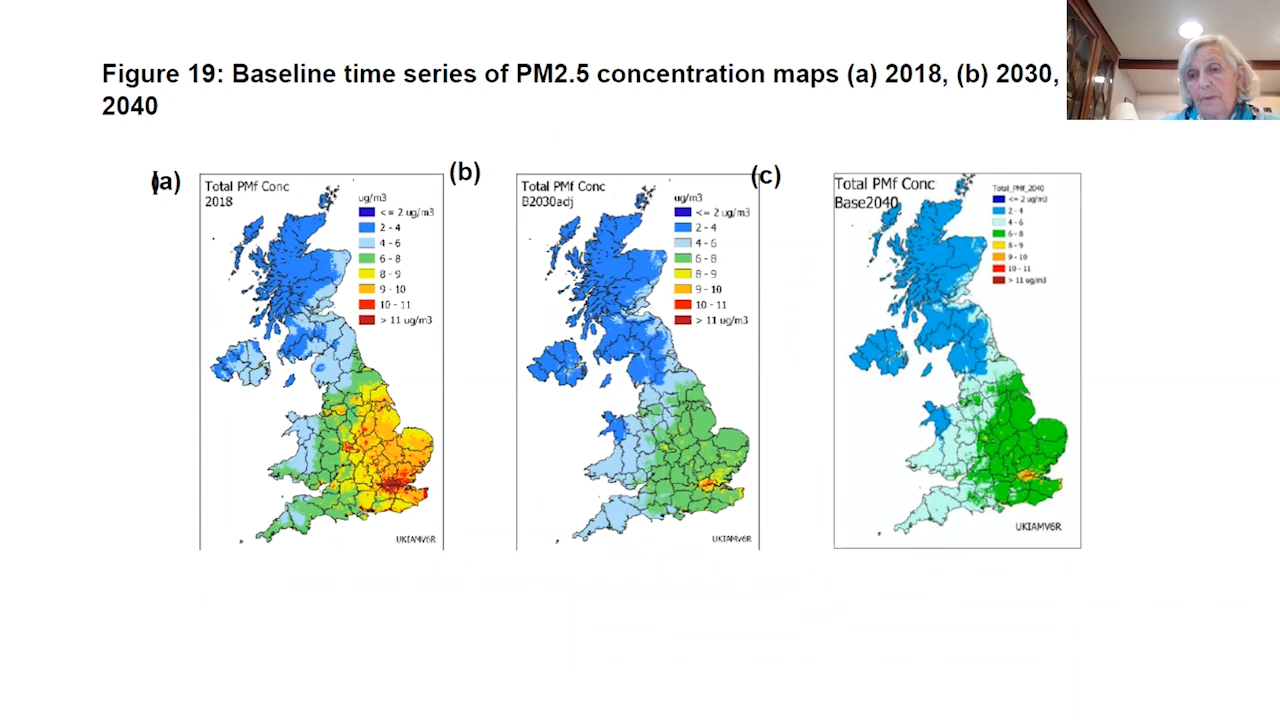 Figure 19: Baseline time series of PM2.5 concentration maps (a) 2018, (b) 2030,
2040
(a)
Total PMf Conc
2018
ug/m3
<= 2 ug/m3
2 - 4
4 - 6
6 - 8
8 - 9
9 - 10
10 - 11
> 11 ug/m3
UKIAMV6R
(b)
Total PMf Conc
B2030adj
ug/m3
<= 2 ug/m3
2 - 4
4 - 6
6 - 8
8 - 9
9 - 10
10 - 11
> 11 ug/m3
UKIAMV6R
(c)
Total PMf Conc
Base2040
Total_PMf_2040
<= 2 ug/m3
2 - 4
4 - 6
6 - 8
8 - 9
9 - 10
10 - 11
> 11 ug/m3
UKIAMV6R